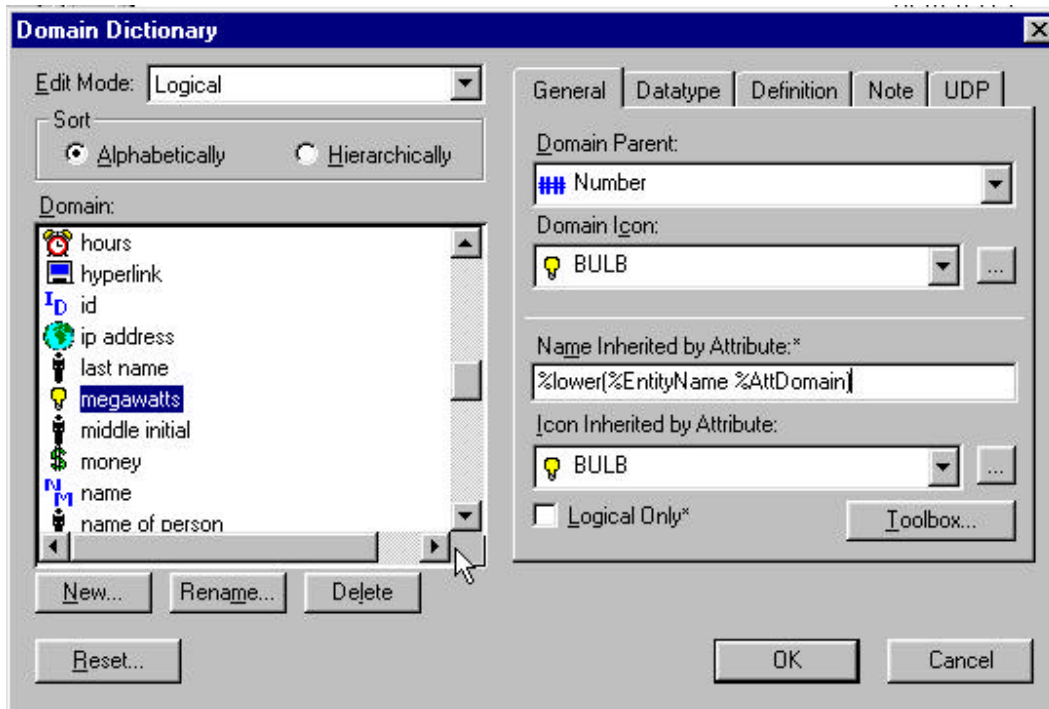 Domain Dictionary
Edit Mode: Logical
Sort
Alphabetically Hierarchically
Domain:
hours
hyperlink
id
ip address
last name
megawatts
middle initial
money
name
name of person
New... Rename... Delete
Reset...
General Datatype Definition Note UDP
Domain Parent:
Number
Domain Icon:
BULB
...
Name Inherited by Attribute:*
%lower(%EntityName %AttDomain)
Icon Inherited by Attribute:
BULB
...
Logical Only*
Toolbox...
OK Cancel